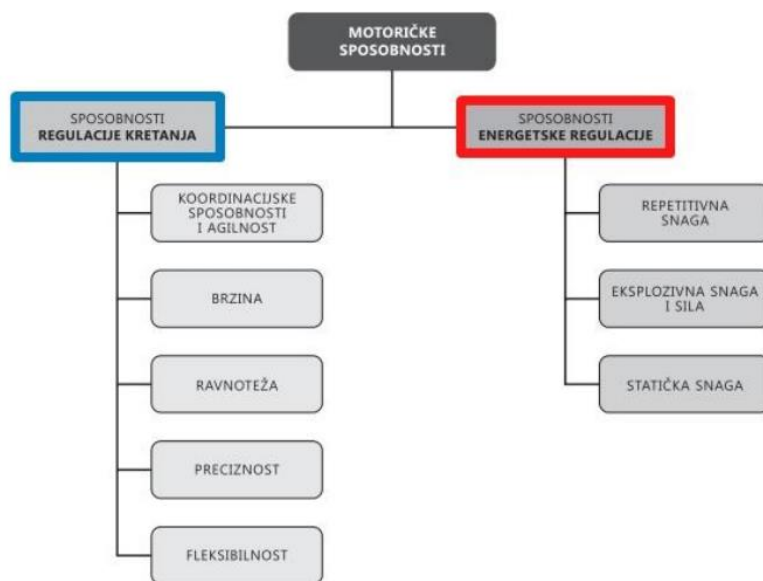 MOTORIČKE
SPOSOBNOSTI
SPOSOBNOSTI
REGULACIJE KRETANJA
SPOSOBNOSTI
ENERGETSKE REGULACIJE
KOORDINACIJSKE
SPOSOBNOSTI
I AGILNOST
BRZINA
RAVNOTEŽA
PRECIZNOST
FLEKSIBILNOST
REPETITIVNA
SNAGA
EKSPLOZIVNA SNAGA
I SILA
STATIČKA SNAGA